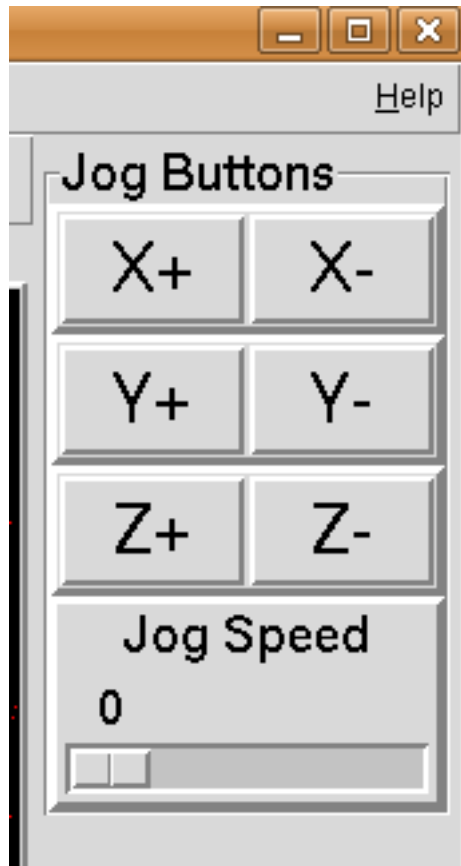 Help
Jog Buttons
X+ X-
Y+ Y-
Z+ Z-
Jog Speed
0